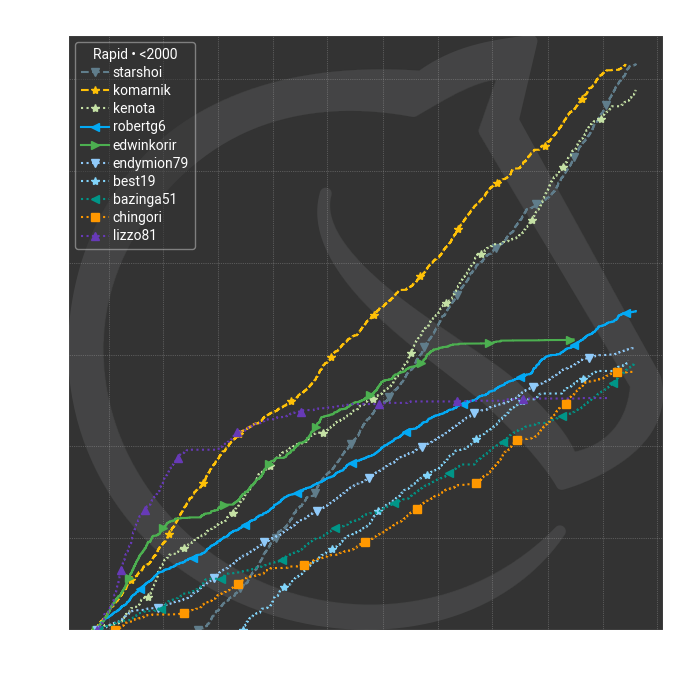 Rapid • <2000
starshoi
komarnik
kenota
robertg6
edwinkorir
endymion79
best19
bazinga51
chingori
lizzo81